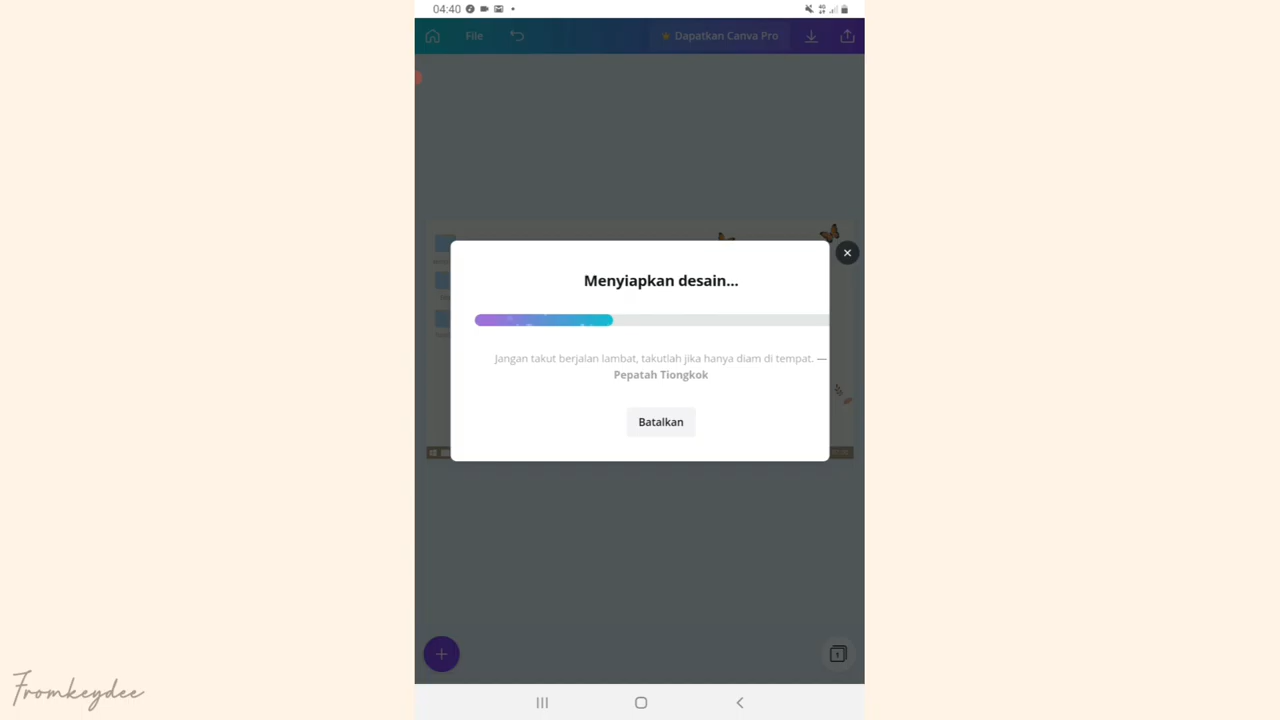 04:40
File
Dapatkan Canva Pro
Menyiapkan desain...
Jangan takut berjalan lambat, takutlah jika hanya diam di tempat. —
Pepatah Tiongkok
Batalkan
1
Fromkeydee